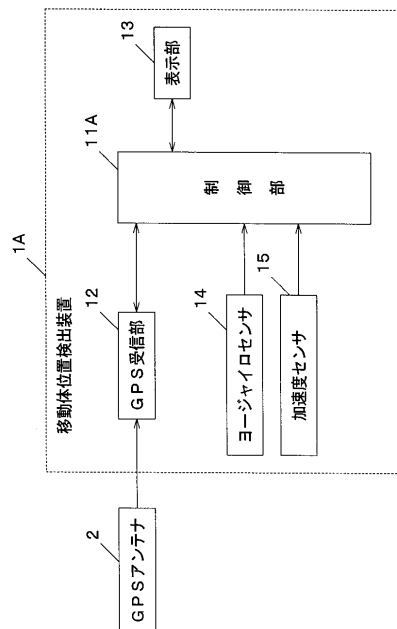 1A
移動体位置検出装置
2
GPSアンテナ
12
GPS受信部
11A
制御部
13
表示部
14
ヨージャイロセンサ
15
加速度センサ